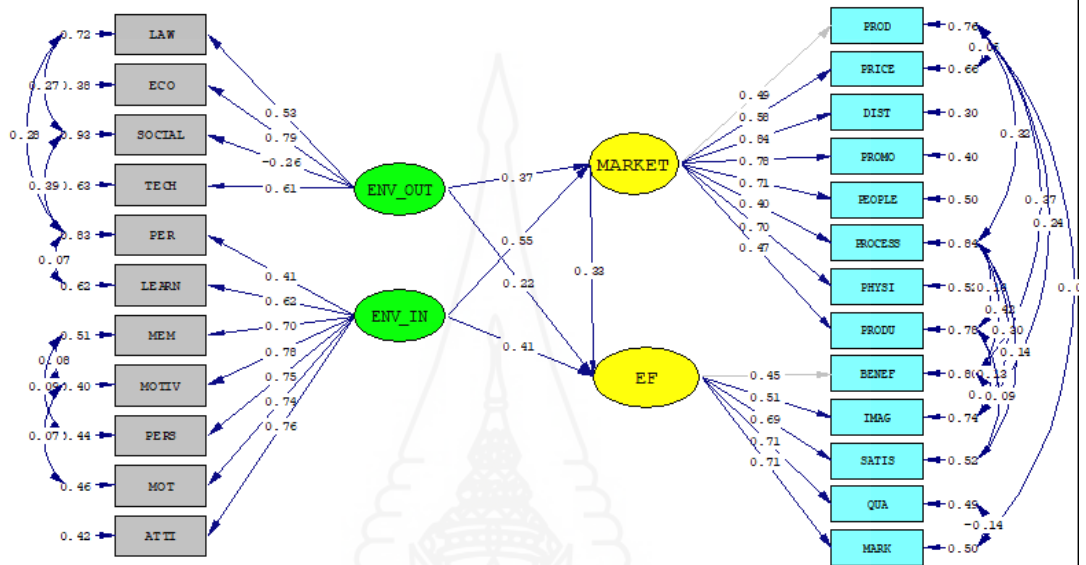 0.72 LAW
0.38 ECO
0.93 SOCIAL
0.63 TECH
0.83 PER
0.62 LEARN
0.51 MEM
0.40 MOTIV
0.44 PERS
0.46 MOT
0.42 ATTI
0.27
0.28
0.39
0.07
0.08
0.09
0.07
0.53
0.79
-0.26
0.61
ENV_OUT
0.41
0.62
0.70
0.78
0.75
0.74
0.76
ENV_IN
0.37
0.55
0.22
0.41
0.33
MARKET
EF
0.49
0.58
0.84
0.78
0.71
0.40
0.70
0.47
0.45
0.51
0.69
0.71
0.71
PROD 0.76
PRICE 0.66
DIST 0.30
PROMO 0.40
PEOPLE 0.50
PROCESS 0.84
PHYSI 0.52
PRODU 0.78
BENEF
IMAG 0.74
SATIS 0.52
QUA 0.49
MARK 0.50
0.37
0.24
0.42
0.30
0.14
0.13
0.09
-0.14